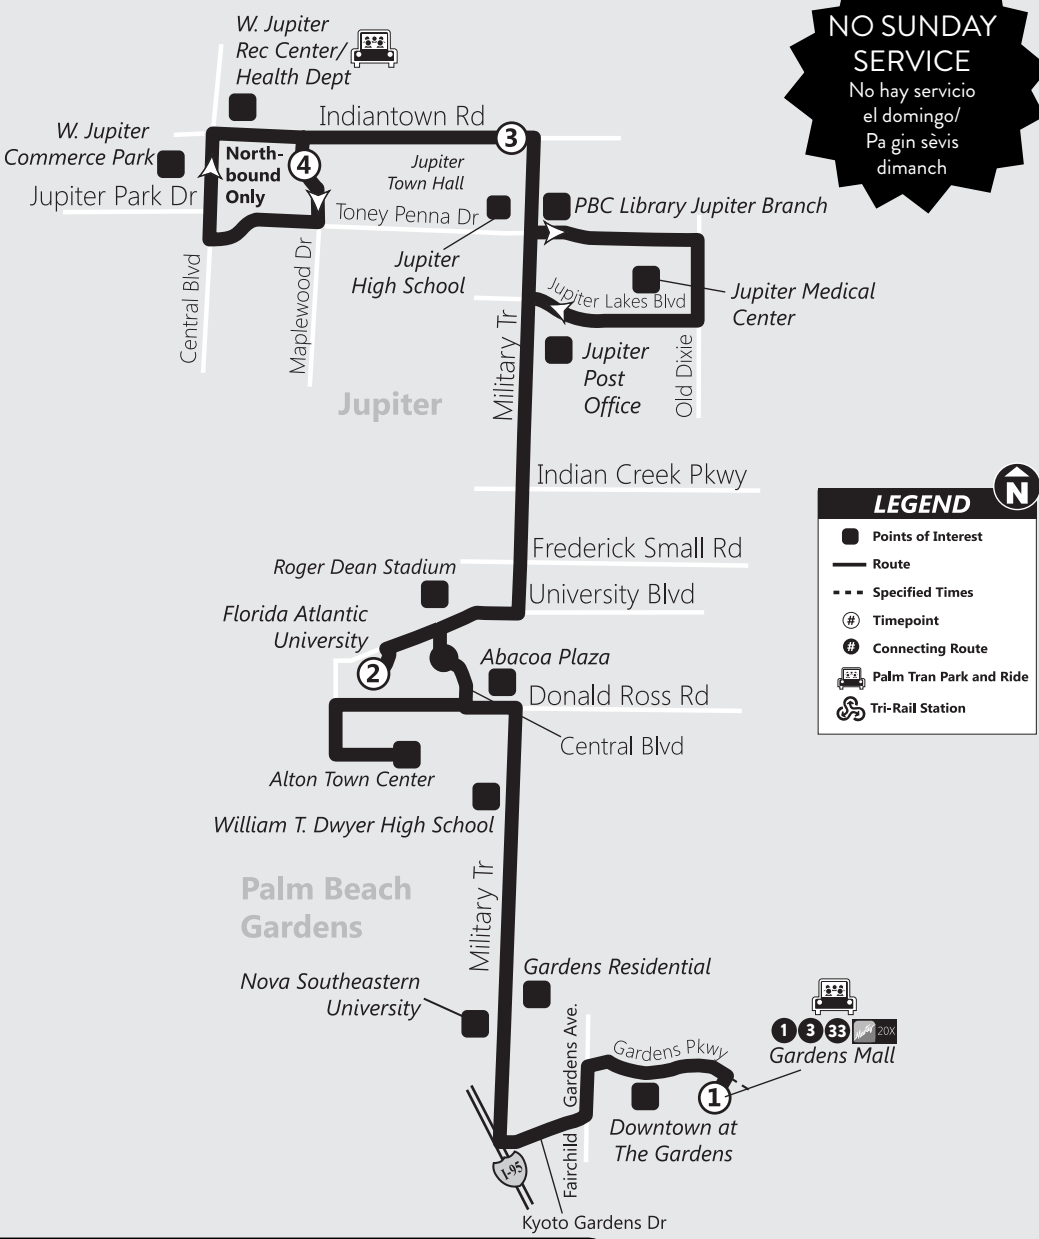 NO SUNDAY
SERVICE
No hay servicio
el domingo/
Pa gin sèvis
dimanch
W. Jupiter
Rec Center/
Health Dept
Indiantown Rd
W. Jupiter
Commerce Park
3
4
North-
bound
Only
Jupiter
Town Hall
Jupiter Park Dr
Toney Penna Dr
PBC Library Jupiter Branch
Jupiter
High School
Central Blvd
Maplewood Dr
Jupiter Lakes Blvd
Jupiter Medical
Center
Military Tr
Jupiter
Post
Office
Old Dixie
Jupiter
Indian Creek Pkwy
Frederick Small Rd
Roger Dean Stadium
University Blvd
Florida Atlantic
University
2
Abacoa Plaza
Donald Ross Rd
Central Blvd
Alton Town Center
William T. Dwyer High School
Palm Beach
Gardens
Military Tr
Nova Southeastern
University
Gardens Residential
Fairchild Gardens Ave.
Gardens Pkwy
1 3 33 20X
Gardens Mall
1
Downtown at
The Gardens
I-95
Kyoto Gardens Dr
N
LEGEND
Points of Interest
Route
Specified Times
# Timepoint
# Connecting Route
Palm Tran Park and Ride
Tri-Rail Station